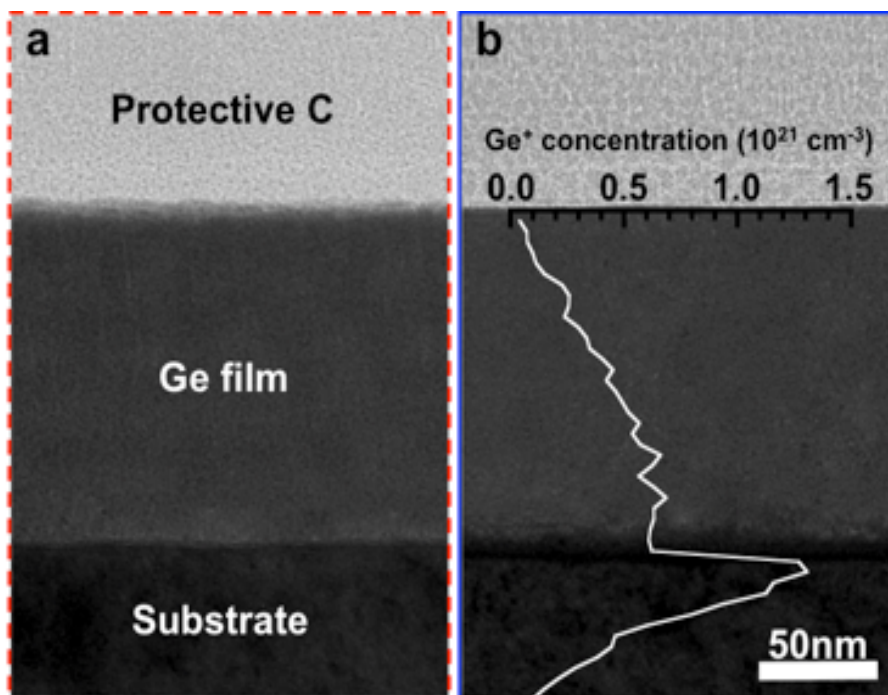 a
Protective C
Ge film
Substrate
b
Ge⁺ concentration (10²¹ cm⁻³)
0.0 0.5 1.0 1.5
50nm